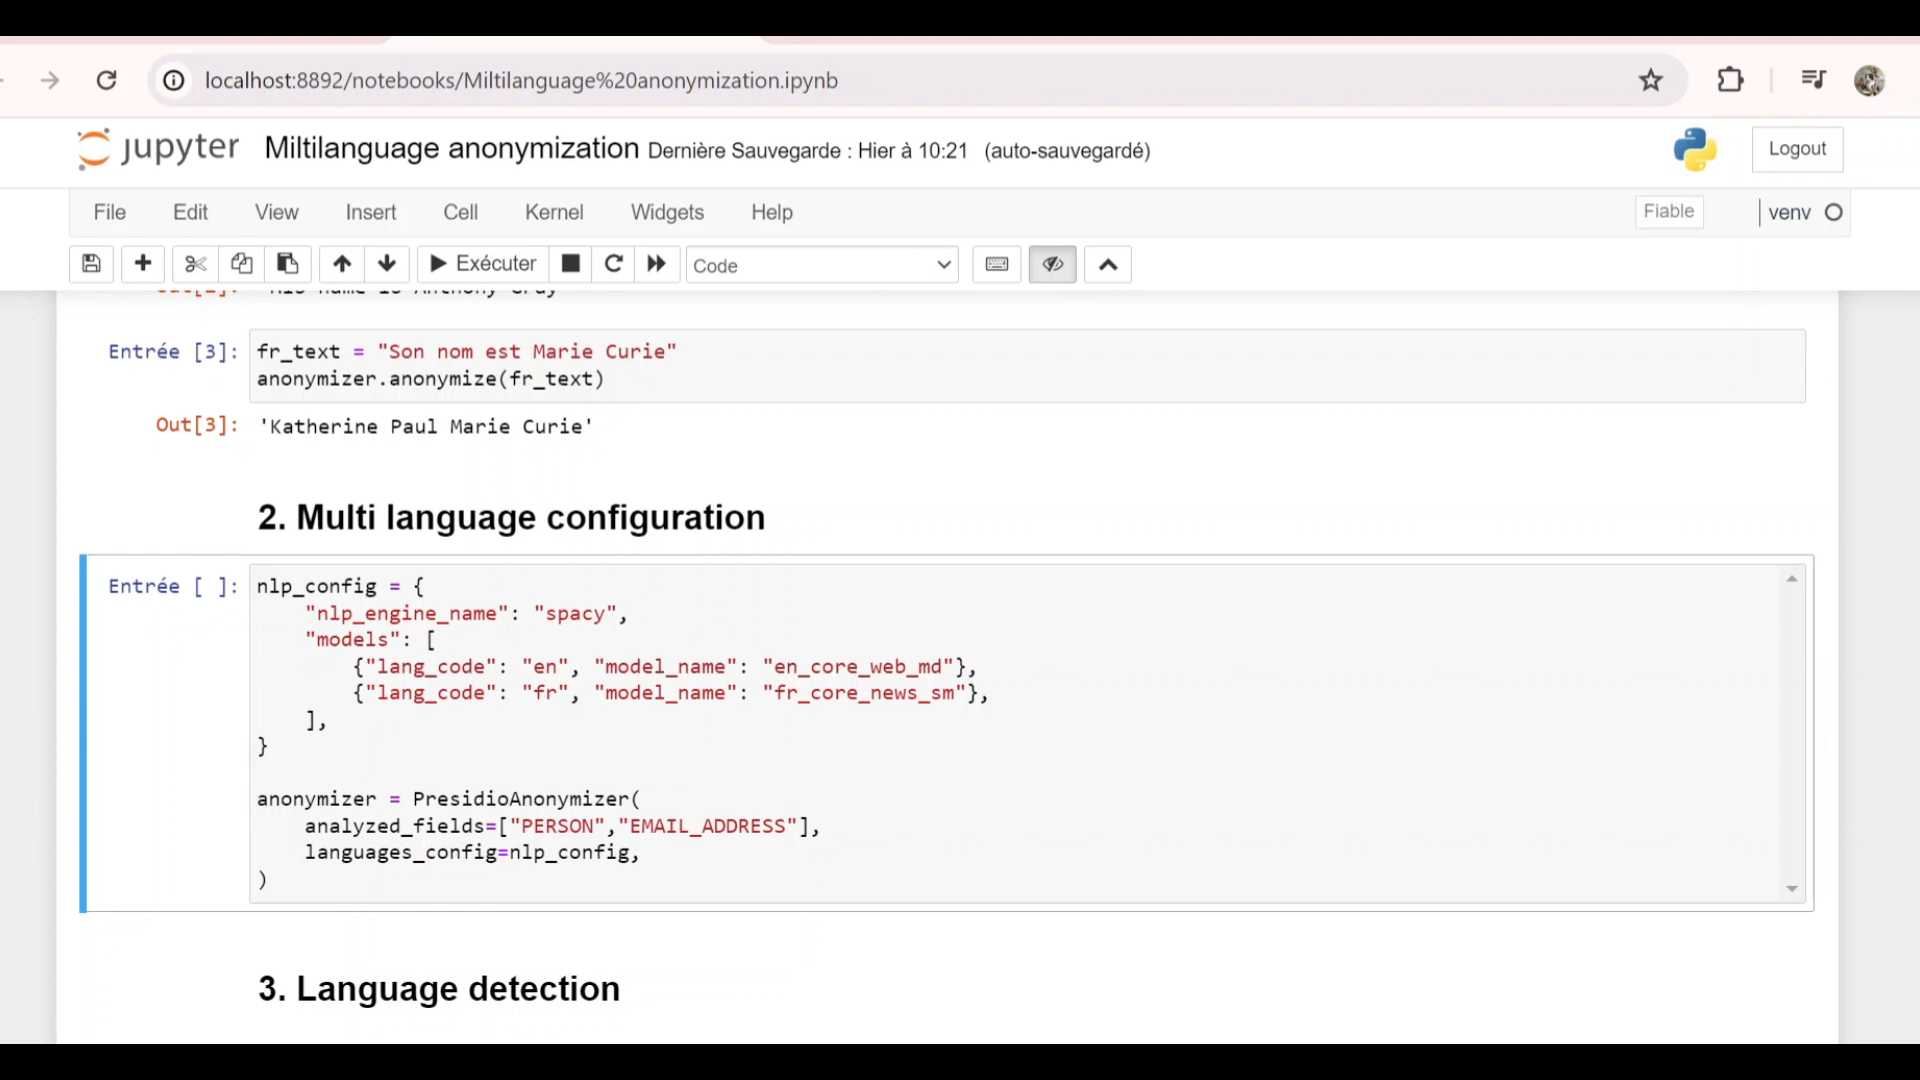 localhost:8892/notebooks/Miltilanguage%20anonymization.ipynb
jupyter Miltilanguage anonymization Dernière Sauvegarde : Hier à 10:21 (auto-sauvegardé)
Logout
File Edit View Insert Cell Kernel Widgets Help
Fiable
venv
Exécuter
Code
Entrée [3]: fr_text = "Son nom est Marie Curie"
anonymizer.anonymize(fr_text)
Out[3]: 'Katherine Paul Marie Curie'
2. Multi language configuration
Entrée [ ]: nlp_config = {
"nlp_engine_name": "spacy",
"models": [
{"lang_code": "en", "model_name": "en_core_web_md"},
{"lang_code": "fr", "model_name": "fr_core_news_sm"},
],
}
anonymizer = PresidioAnonymizer(
analyzed_fields=["PERSON","EMAIL_ADDRESS"],
languages_config=nlp_config,
)
3. Language detection